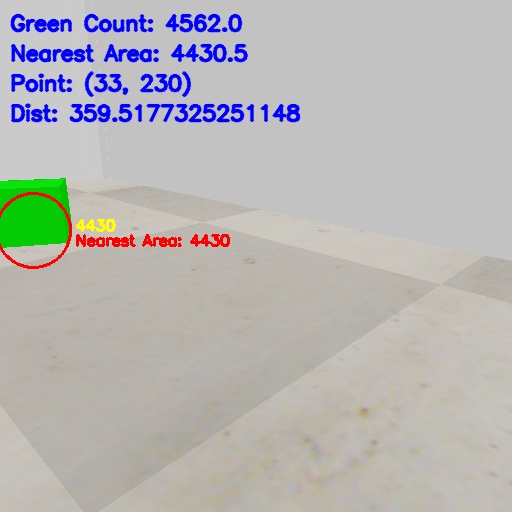 Green Count: 4562.0
Nearest Area: 4430.5
Point: (33, 230)
Dist: 359.5177325251148
4430
Nearest Area: 4430